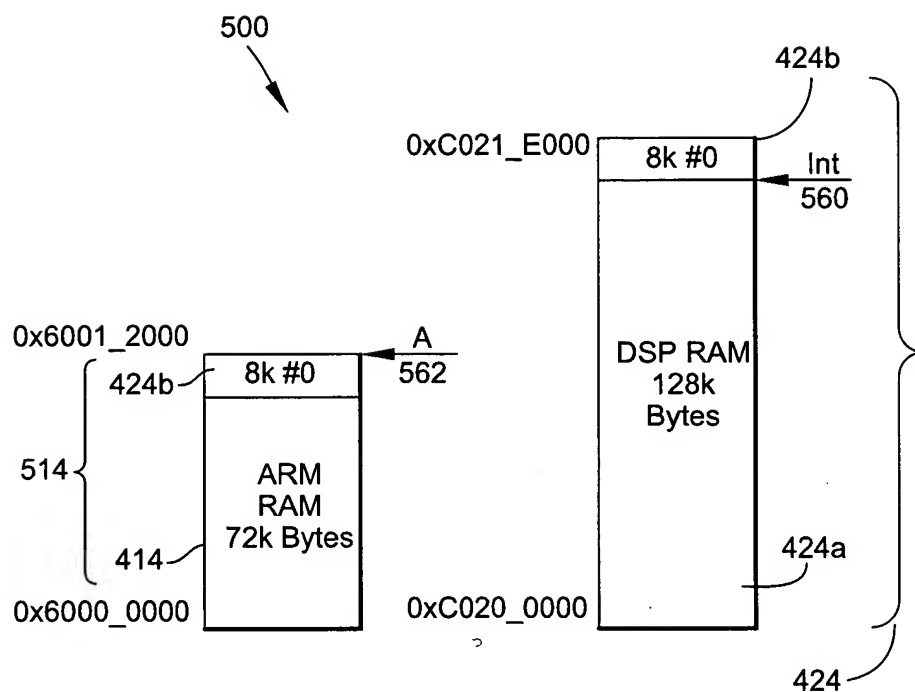 500
424b
0xC021_E000
8k #0
Int
560
0x6001_2000
A
562
424b
8k #0
DSP RAM
128k
Bytes
514
ARM
RAM
72k Bytes
414
424a
0x6000_0000
0xC020_0000
424